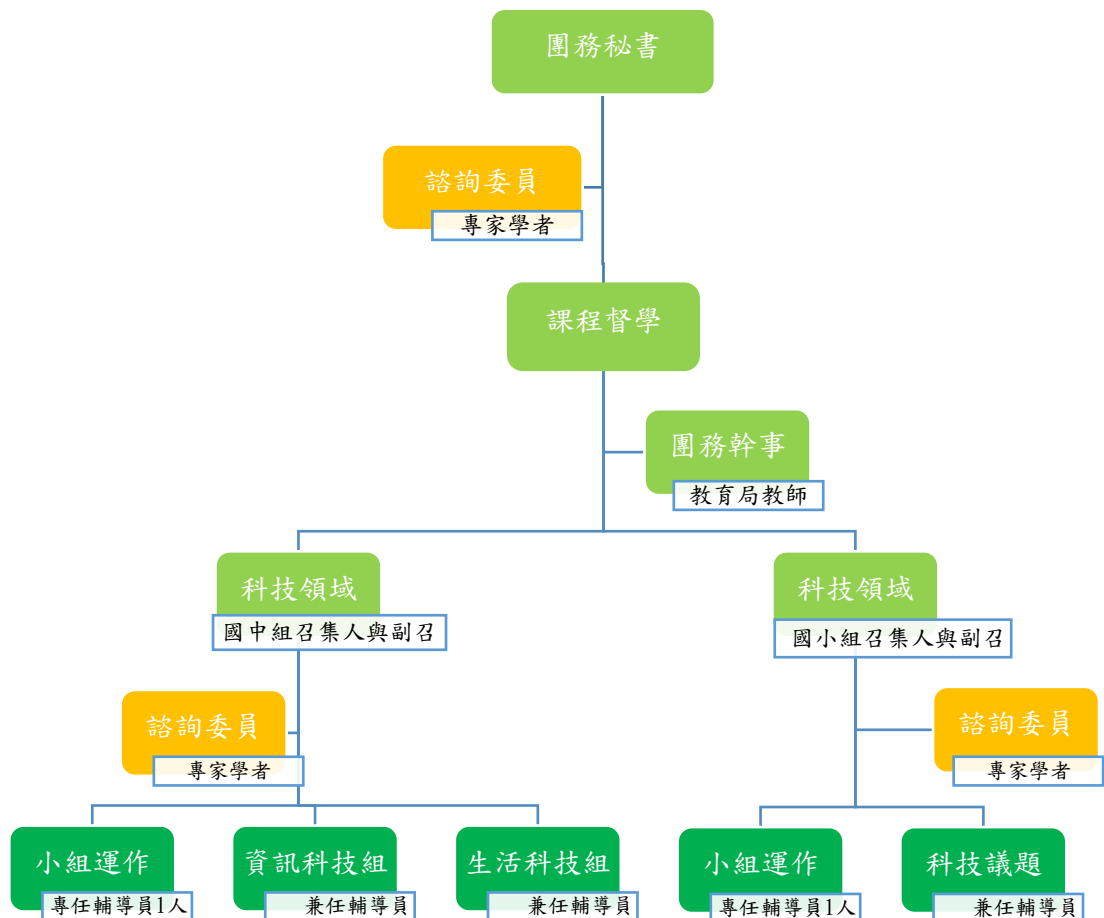 團務秘書
諮詢委員
專家學者
課程督學
團務幹事
教育局教師
科技領域
國中組召集人與副召
科技領域
國小組召集人與副召
諮詢委員
專家學者
諮詢委員
專家學者
小組運作
專任輔導員1人
資訊科技組
兼任輔導員
生活科技組
兼任輔導員
小組運作
專任輔導員1人
科技議題
兼任輔導員